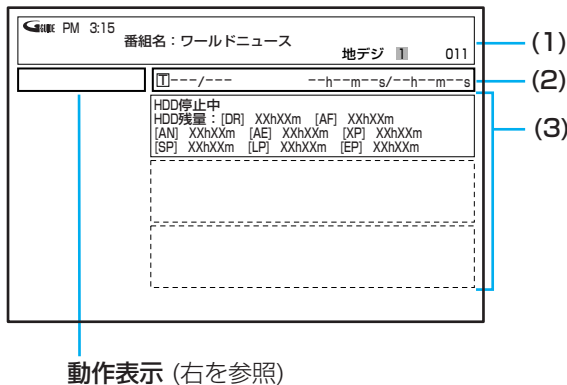 G-GUIDE PM 3:15
番組名：ワールドニュース
地デジ 1 011
(1)
T---/--- --h--m--s/--h--m--s
(2)
HDD停止中
HDD残量：[DR] XXhXXm [AF] XXhXXm
[AN] XXhXXm [AE] XXhXXm [XP] XXhXXm
[SP] XXhXXm [LP] XXhXXm [EP] XXhXXm
(3)
動作表示 (右を参照)